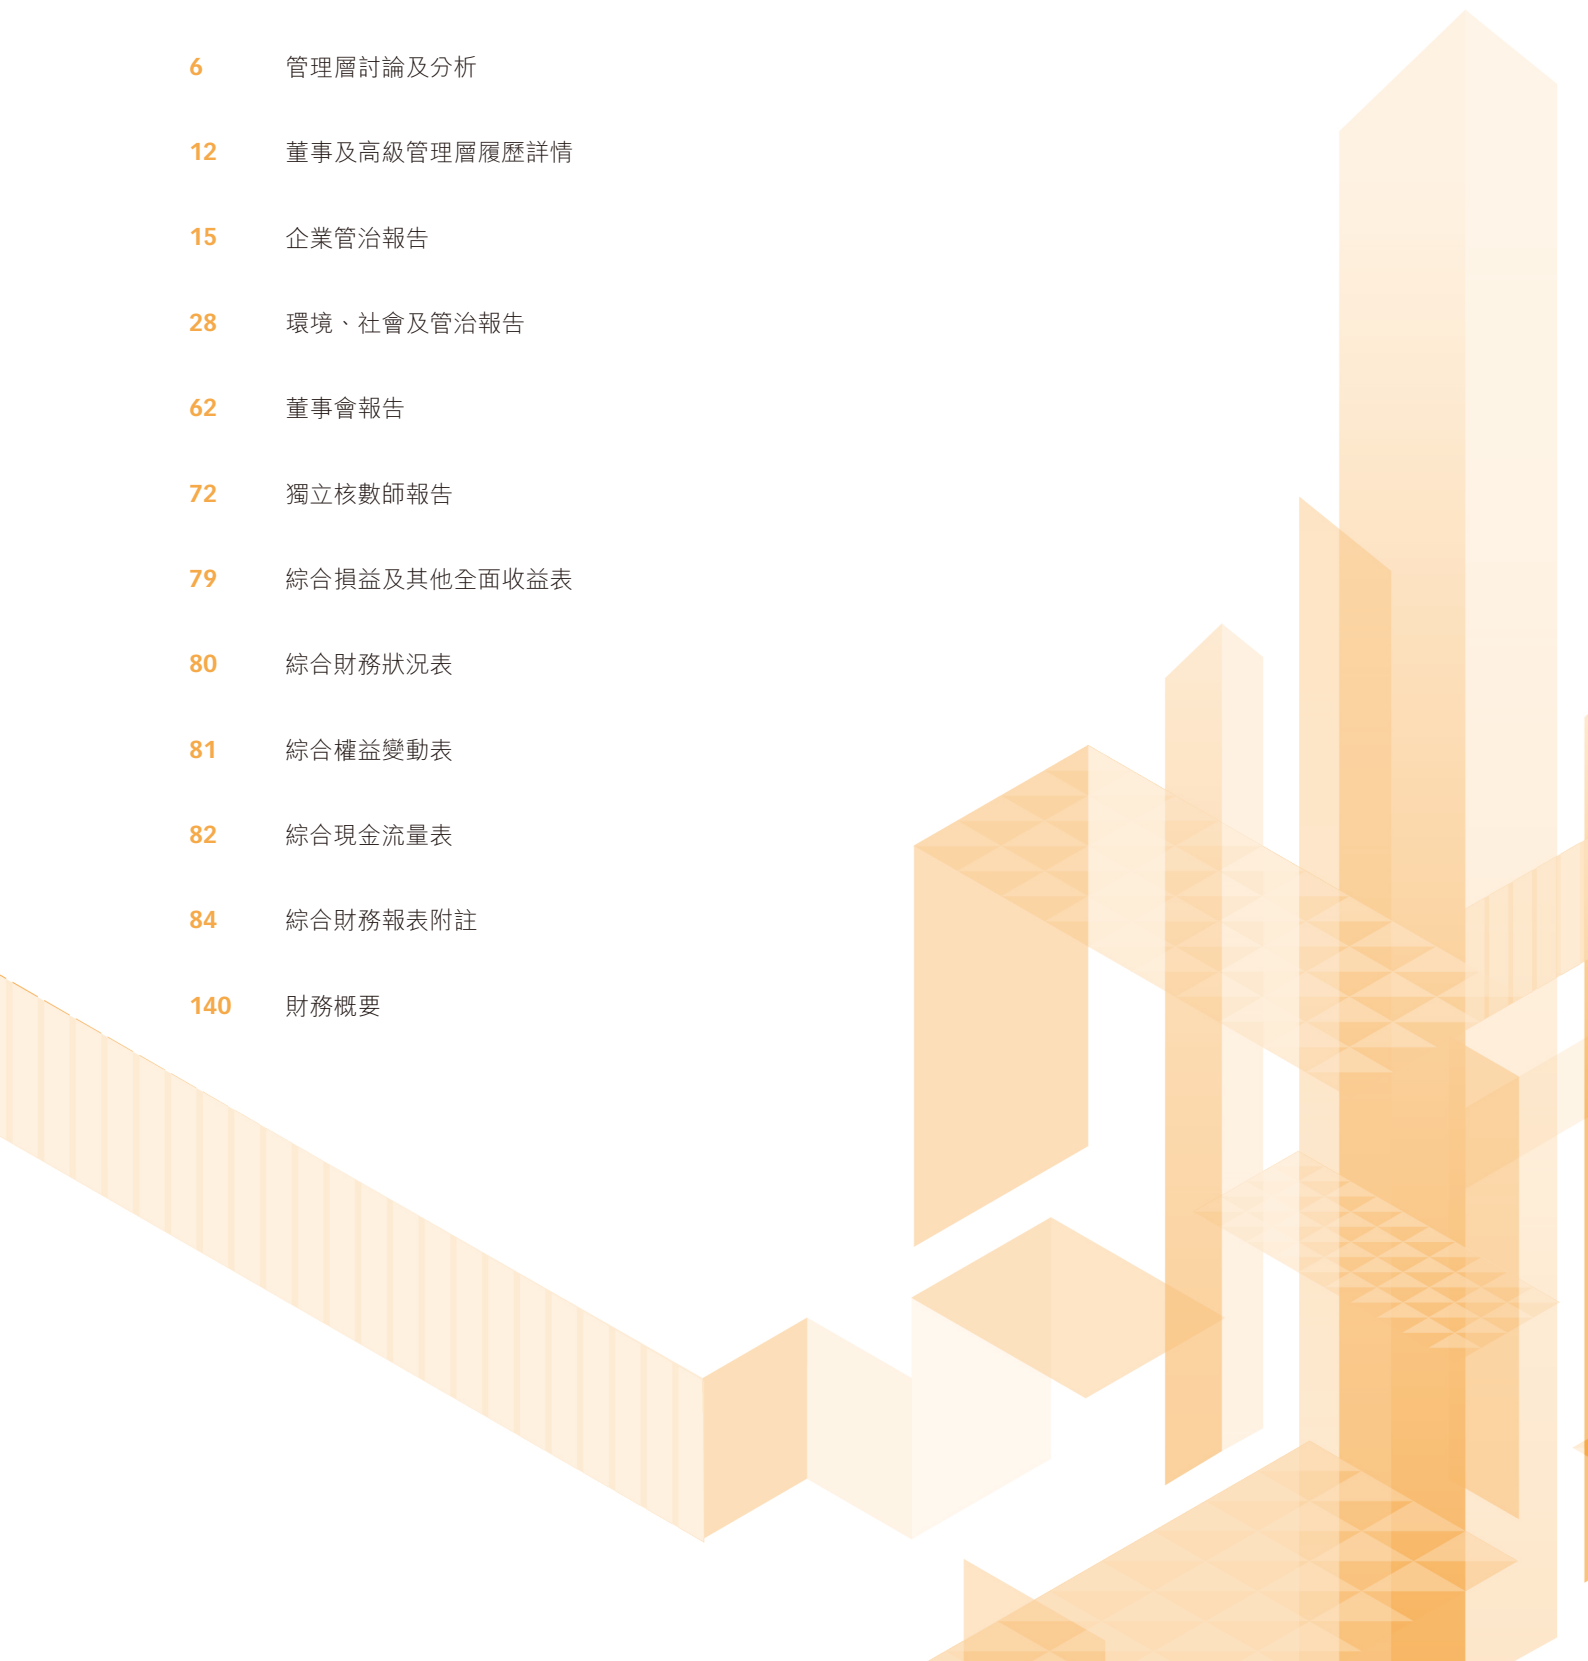 6 管理層討論及分析
12 董事及高級管理層履歷詳情
15 企業管治報告
28 環境、社會及管治報告
62 董事會報告
72 獨立核數師報告
79 綜合損益及其他全面收益表
80 綜合財務狀況表
81 綜合權益變動表
82 綜合現金流量表
84 綜合財務報表附註
140 財務概要